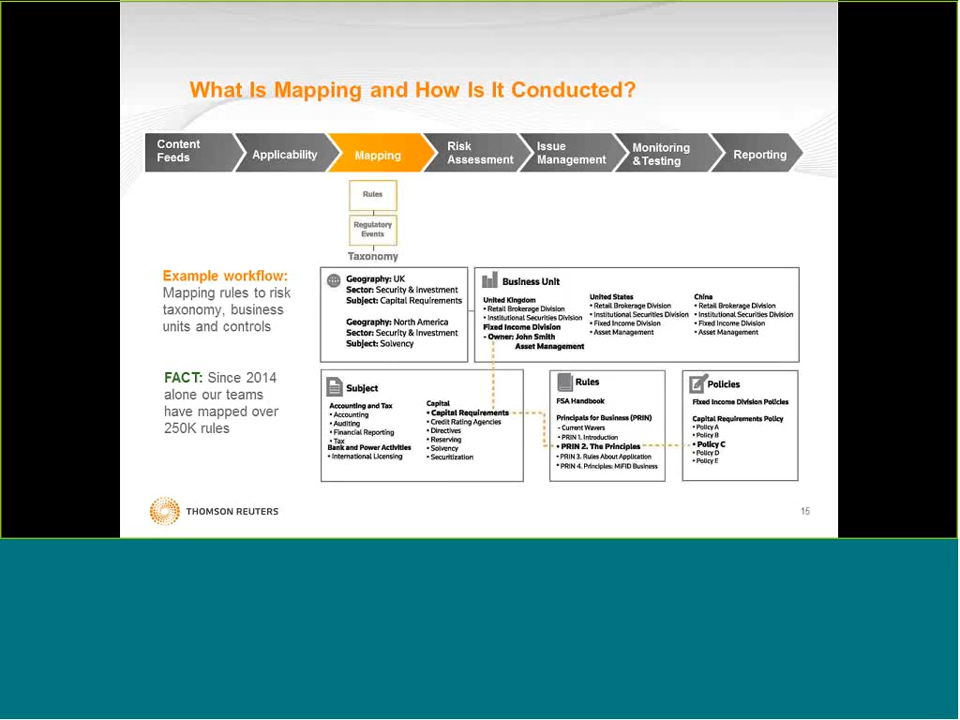 What Is Mapping and How Is It Conducted?
Content
Feeds
Applicability
Mapping
Risk
Assessment
Issue
Management
Monitoring
&Testing
Reporting
Rules
Regulatory
Events
Taxonomy
Example workflow:
Mapping rules to risk
taxonomy, business
units and controls
FACT: Since 2014
alone our teams
have mapped over
250K rules
Geography: UK
Sector: Security & Investment
Subject: Capital Requirements
Geography: North America
Sector: Security & Investment
Subject: Solvency
Business Unit
United Kingdom
• Retail Brokerage Division
• Institutional Securities Division
Fixed Income Division
- Owner: John Smith
Asset Management
United States
• Retail Brokerage Division
• Institutional Securities Division
• Fixed Income Division
• Asset Management
China
• Retail Brokerage Division
• Institutional Securities Division
• Fixed Income Division
• Asset Management
Subject
Accounting and Tax
• Accounting
• Auditing
• Financial Reporting
• Tax
Bank and Power Activities
• International Licensing
Capital
• Capital Requirements
• Credit Rating Agencies
• Directives
• Reserving
• Solvency
• Securitization
Rules
FSA Handbook
Principals for Business (PRIN)
- Current Wavers
• PRIN 1. Introduction
• PRIN 2. The Principles
• PRIN 3. Rules About Application
• PRIN 4. Principles: MiFID Business
Policies
Fixed Income Division Policies
Capital Requirements Policy
• Policy A
• Policy B
• Policy C
• Policy D
• Policy E
THOMSON REUTERS
15